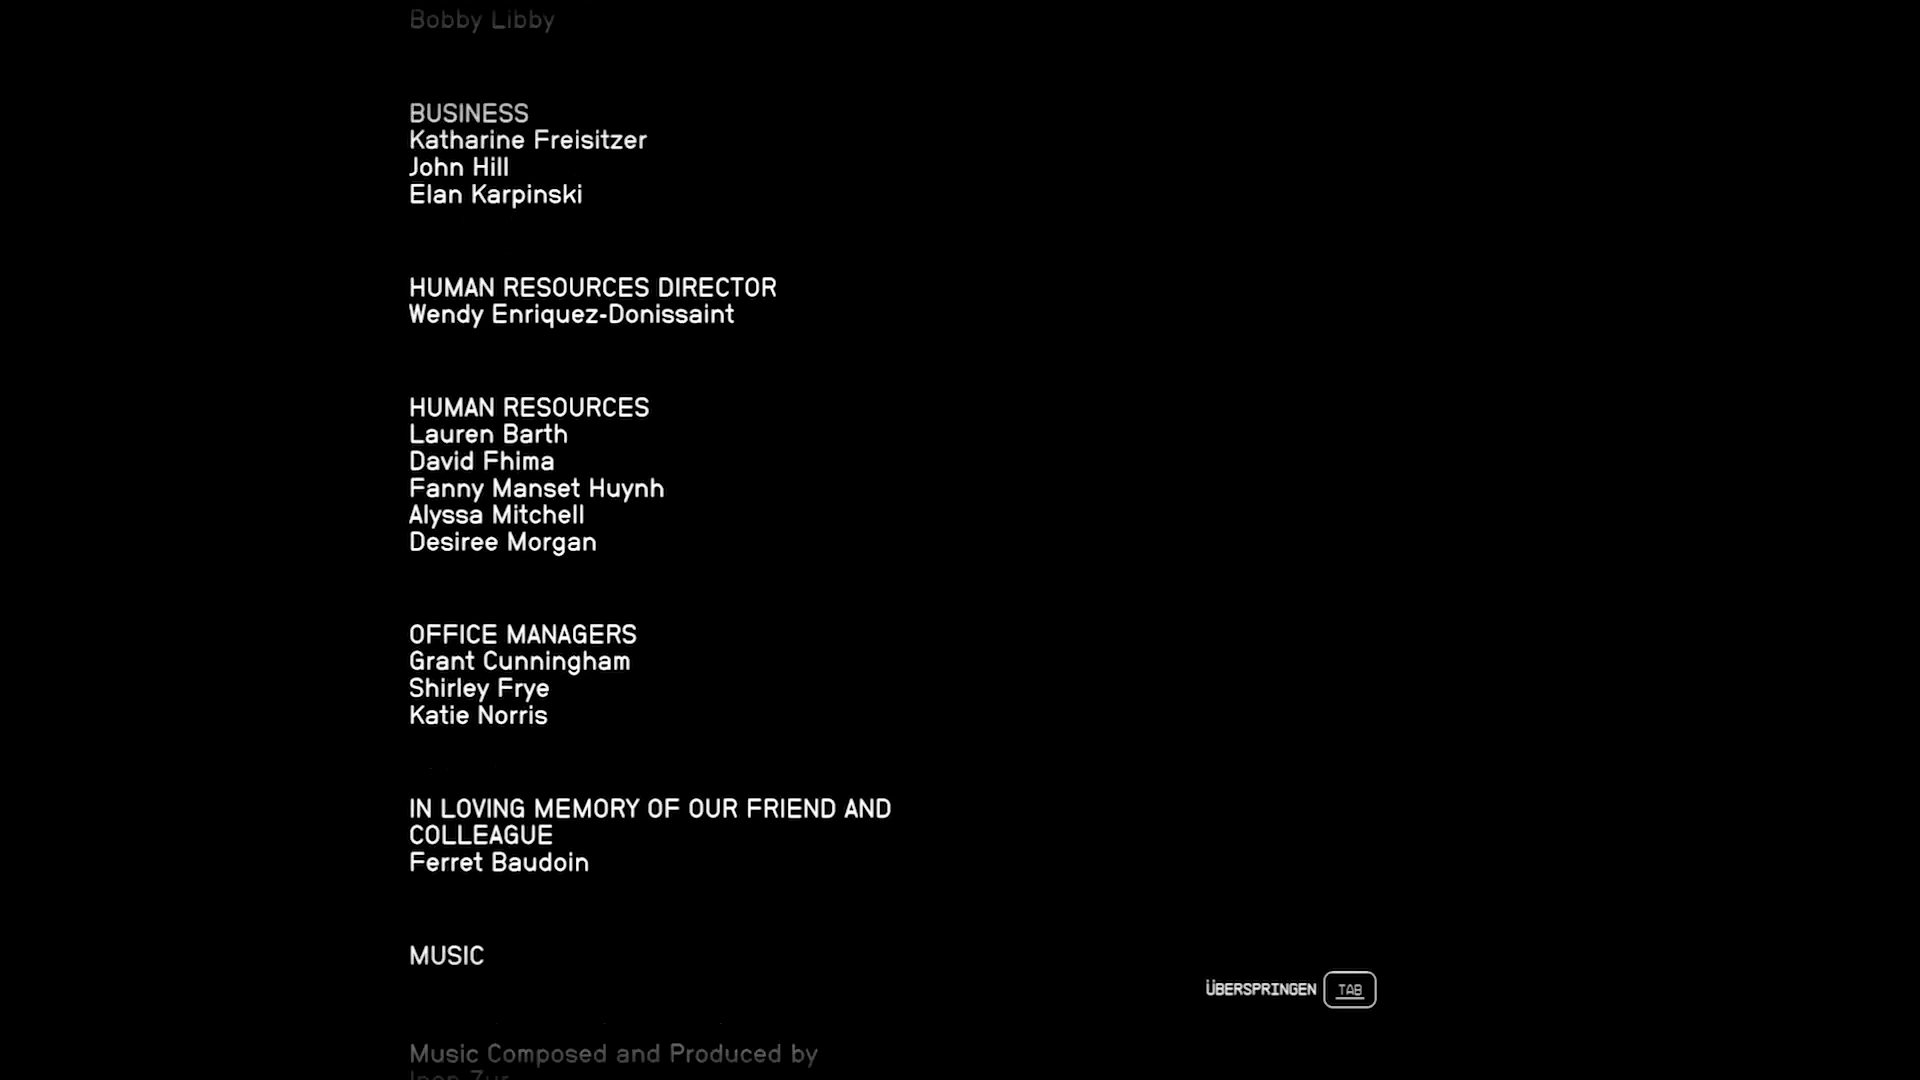 Bobby Libby
BUSINESS
Katharine Freisitzer
John Hill
Elan Karpinski
HUMAN RESOURCES DIRECTOR
Wendy Enriquez-Donissaint
HUMAN RESOURCES
Lauren Barth
David Fhima
Fanny Manset Huynh
Alyssa Mitchell
Desiree Morgan
OFFICE MANAGERS
Grant Cunningham
Shirley Frye
Katie Norris
IN LOVING MEMORY OF OUR FRIEND AND
COLLEAGUE
Ferret Baudoin
MUSIC
ÜBERSPRINGEN TAB
Music Composed and Produced by